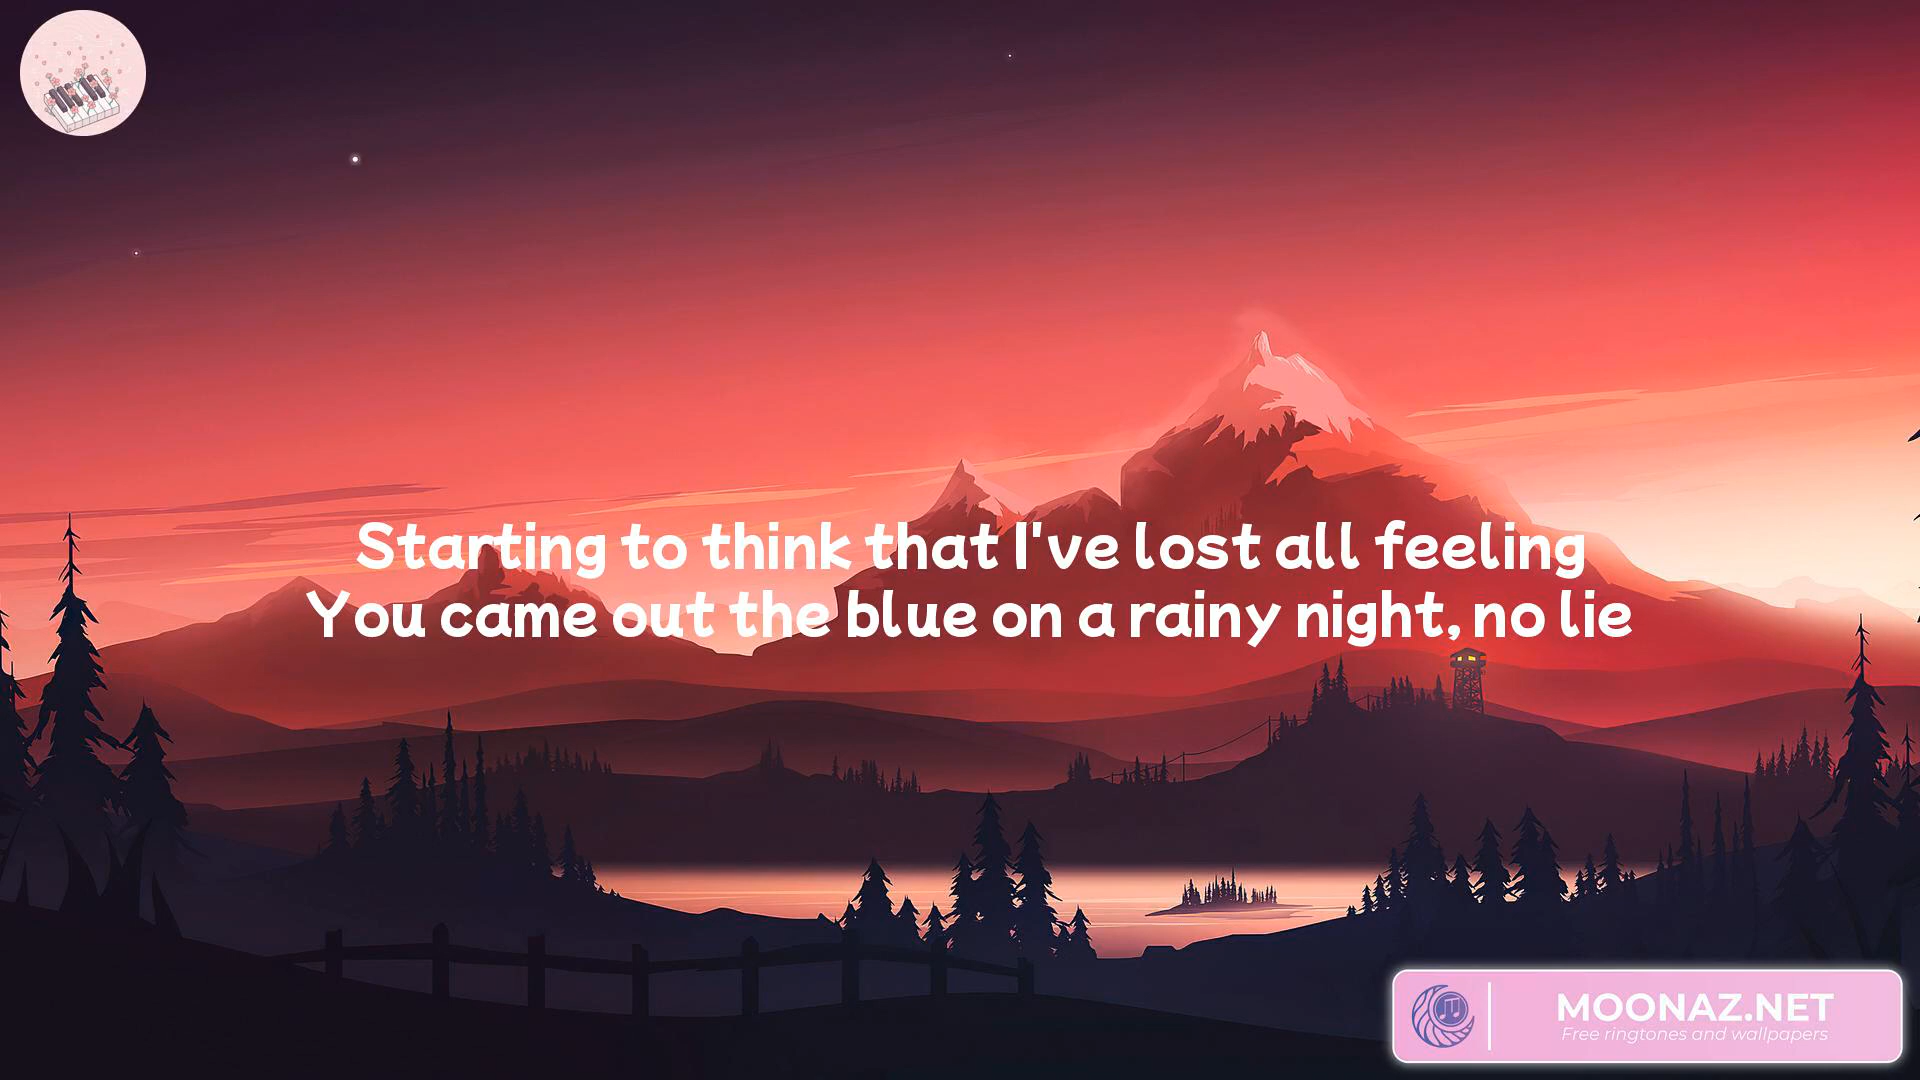 Starting to think that I've lost all feeling
You came out the blue on a rainy night, no lie
MOONAZ.NET
Free ringtones and wallpapers